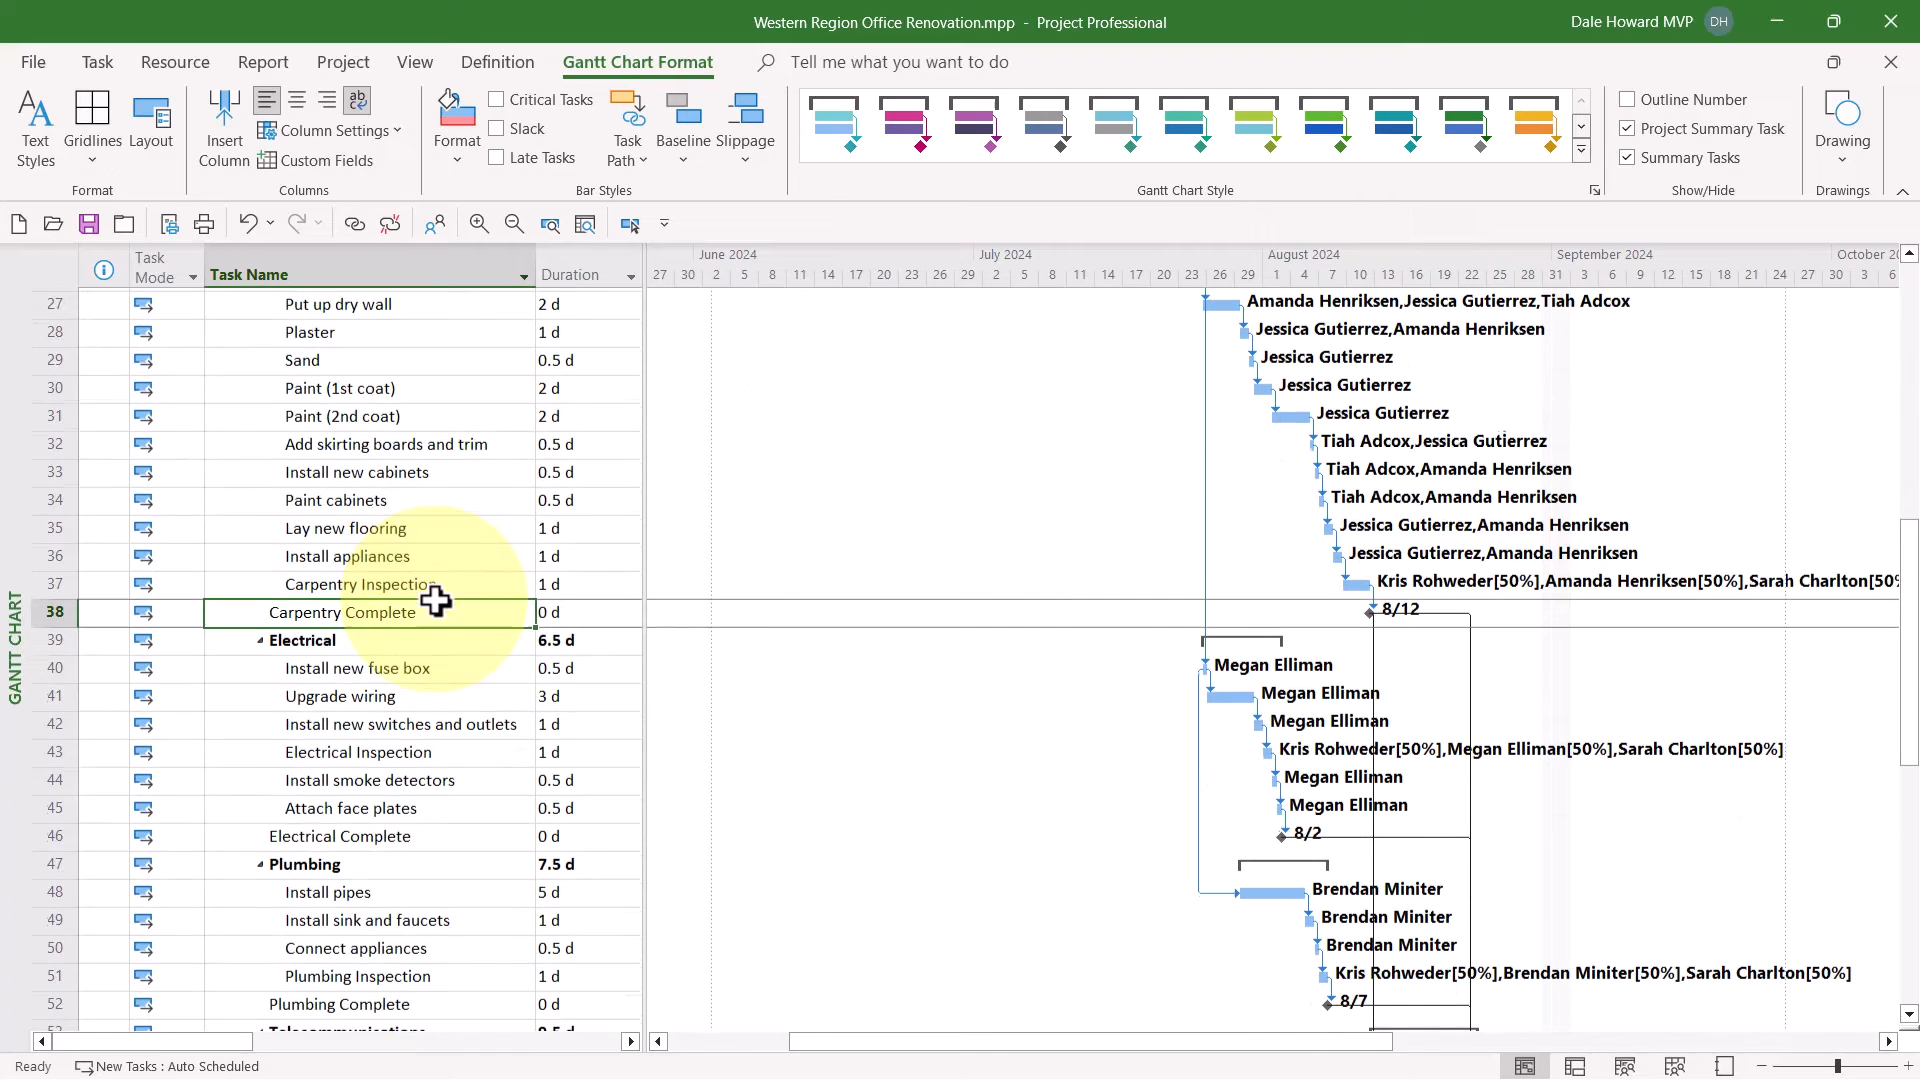 Western Region Office Renovation.mpp - Project Professional
Dale Howard MVP DH
File Task Resource Report Project View Definition Gantt Chart Format Tell me what you want to do
Text Styles
Gridlines
Layout
Format
Insert Column
ab
Column Settings
Custom Fields
Columns
Format
Critical Tasks
Slack
Late Tasks
Task Path
Baseline
Slippage
Bar Styles
Gantt Chart Style
Outline Number
Project Summary Task
Summary Tasks
Show/Hide
Drawing
Drawings
Task Mode
Task Name
Duration
June 2024 July 2024 August 2024 September 2024
27 30 2 5 8 11 14 17 20 23 26 29 2 5 8 11 14 17 20 23 26 29 1 4 7 10 13 16 19 22 25 28 31 3 6 9 12 15 18 21 24 27 30 3 6
GANTT CHART
27 Put up dry wall 2 d Amanda Henriksen,Jessica Gutierrez,Tiah Adcox
28 Plaster 1 d Jessica Gutierrez,Amanda Henriksen
29 Sand 0.5 d Jessica Gutierrez
30 Paint (1st coat) 2 d Jessica Gutierrez
31 Paint (2nd coat) 2 d Jessica Gutierrez
32 Add skirting boards and trim 0.5 d Tiah Adcox,Jessica Gutierrez
33 Install new cabinets 0.5 d Tiah Adcox,Amanda Henriksen
34 Paint cabinets 0.5 d Tiah Adcox,Amanda Henriksen
35 Lay new flooring 1 d Jessica Gutierrez,Amanda Henriksen
36 Install appliances 1 d Jessica Gutierrez,Amanda Henriksen
37 Carpentry Inspection 1 d Kris Rohweder[50%],Amanda Henriksen[50%],Sarah Charlton[50%
38 Carpentry Complete 0 d 8/12
39 Electrical 6.5 d
40 Install new fuse box 0.5 d Megan Elliman
41 Upgrade wiring 3 d Megan Elliman
42 Install new switches and outlets 1 d Megan Elliman
43 Electrical Inspection 1 d Kris Rohweder[50%],Megan Elliman[50%],Sarah Charlton[50%]
44 Install smoke detectors 0.5 d Megan Elliman
45 Attach face plates 0.5 d Megan Elliman
46 Electrical Complete 0 d 8/2
47 Plumbing 7.5 d
48 Install pipes 5 d Brendan Miniter
49 Install sink and faucets 1 d Brendan Miniter
50 Connect appliances 0.5 d Brendan Miniter
51 Plumbing Inspection 1 d Kris Rohweder[50%],Brendan Miniter[50%],Sarah Charlton[50%]
52 Plumbing Complete 0 d 8/7
Ready New Tasks : Auto Scheduled